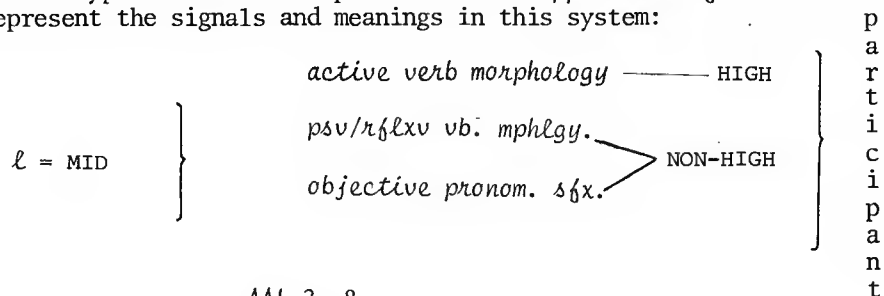 represent the signals and meanings in this system:
active verb morphology —— HIGH
psv/rflxv vb. mphlgy.
ℓ = MID
NON-HIGH
objective pronom. sfx.
participant